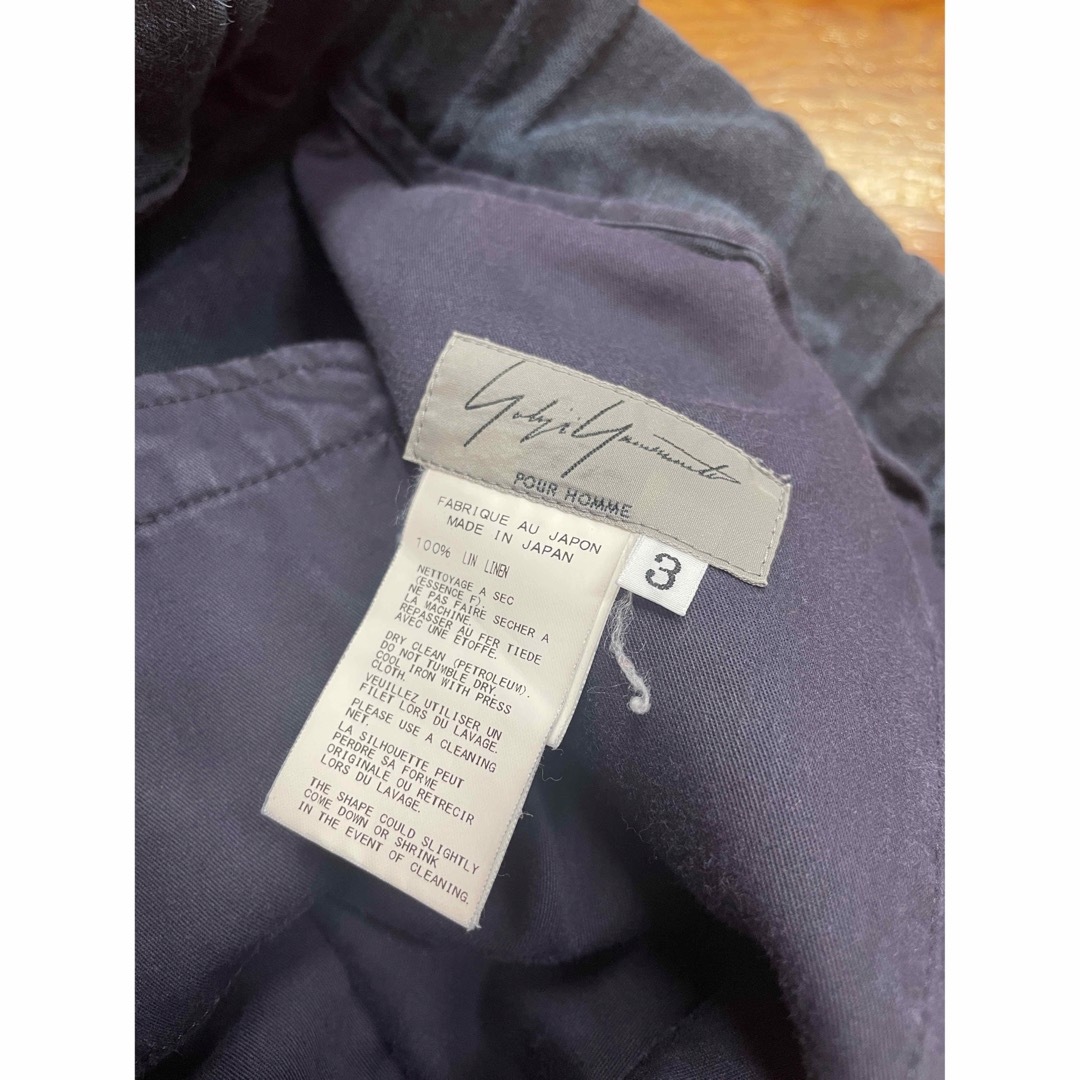 Yohji Yamamoto
POUR HOMME
3
FABRIQUE AU JAPON
MADE IN JAPAN
100% LIN LINEN
NETTOYAGE A SEC
(ESSENCE F).
NE PAS FAIRE SECHER A
LA MACHINE.
REPASSER AU FER TIEDE
AVEC UNE ETOFFE.
DRY CLEAN (PETROLEUM).
DO NOT TUMBLE DRY.
COOL IRON WITH PRESS
CLOTH.
VEUILLEZ UTILISER UN
FILET LORS DU LAVAGE.
PLEASE USE A CLEANING
NET.
LA SILHOUETTE PEUT
PERDRE SA FORME
ORIGINALE OU RETRECIR
LORS DU LAVAGE.
THE SHAPE COULD SLIGHTLY
COME DOWN OR SHRINK
IN THE EVENT OF CLEANING.